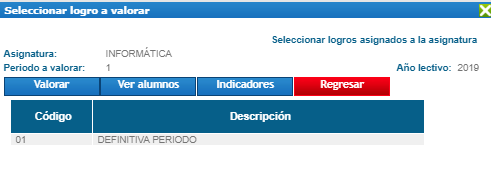 Seleccionar logro a valorar
Seleccionar logros asignados a la asignatura
Asignatura: INFORMÁTICA
Periodo a valorar: 1 Año lectivo: 2019
Valorar Ver alumnos Indicadores Regresar
Código Descripción
01 DEFINITIVA PERIODO